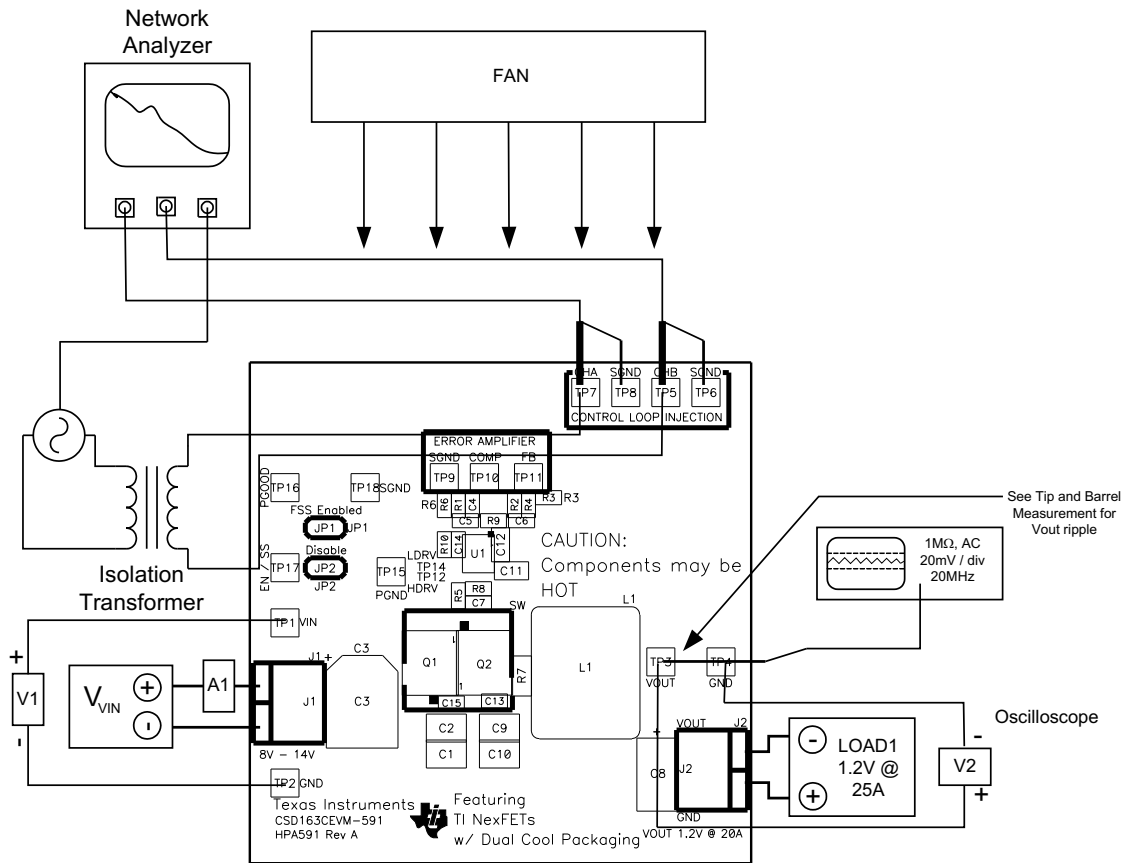 Network
Analyzer
FAN
CHA SGND CHB SGND
TP7 TP8 TP5 TP6
CONTROL LOOP INJECTION
ERROR AMPLIFIER
SGND COMP FB
TP9 TP10 TP11
PGOOD
TP16
TP18 SGND
R6 R6 R1 C4 R2 R4 R3 R3
C5 R9 C6
FSS Enabled
JP1 JP1
R10 C14 U1 C12
C11
Disable
JP2
JP2
EN / SS
TP17
LDRV
TP14
TP12
HDRV
TP15
PGND
CAUTION:
Components may be
HOT
See Tip and Barrel
Measurement for
Vout ripple
1MΩ, AC
20mV / div
20MHz
Isolation
Transformer
R5 R8
C7
SW
L1
TP1 VIN
+
V1
-
VVIN
+
-
A1
J1 +
J1
8V - 14V
C3
C3
Q1 Q2
1
1
R7
L1
C15 C13
C2 C9
C1 C10
TP3
VOUT
TP4
GND
Oscilloscope
TP2 GND
VOUT J2
+
C8
J2
GND
VOUT 1.2V @ 20A
-
+
LOAD1
1.2V @
25A
-
V2
+
Texas Instruments
CSD163CEVM-591
HPA591 Rev A
Featuring
TI NexFETs
w/ Dual Cool Packaging